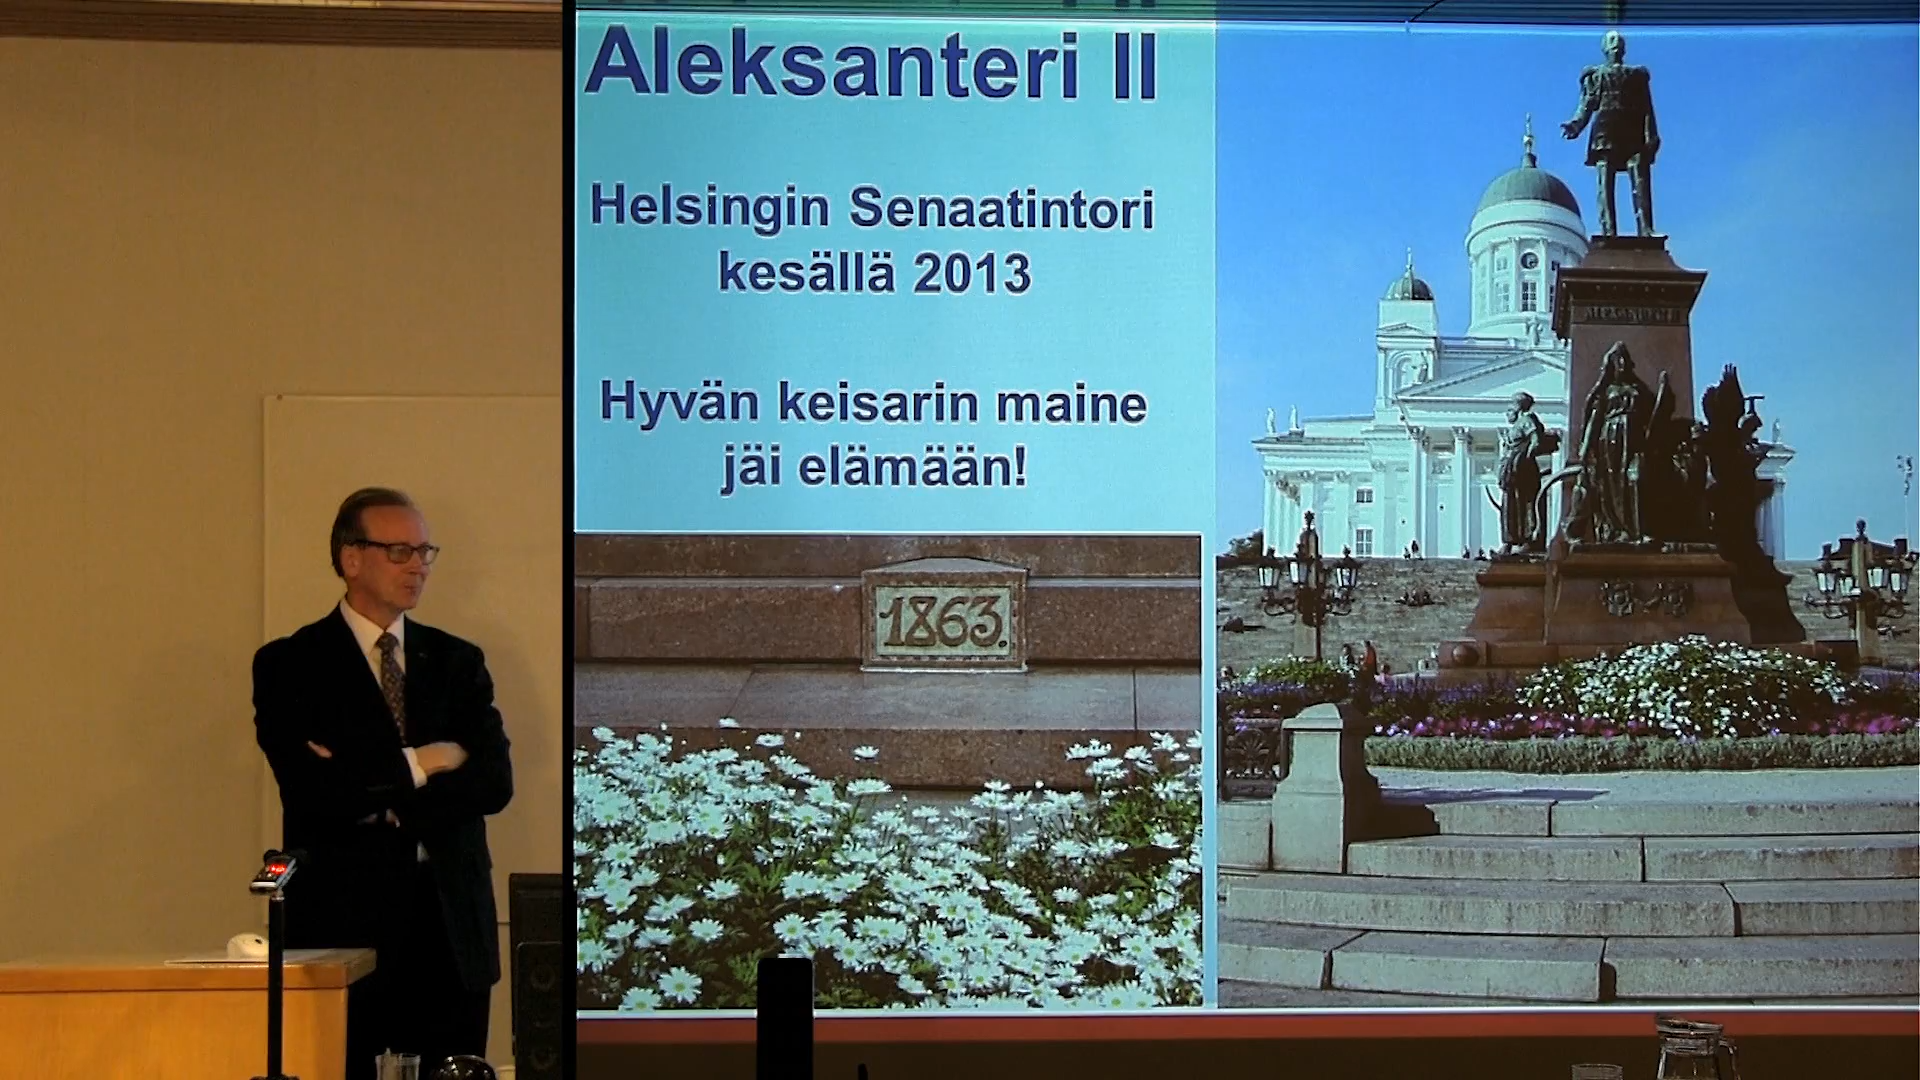 Aleksanteri II
Helsingin Senaatintori
kesällä 2013
Hyvän keisarin maine
jäi elämään!
1863.